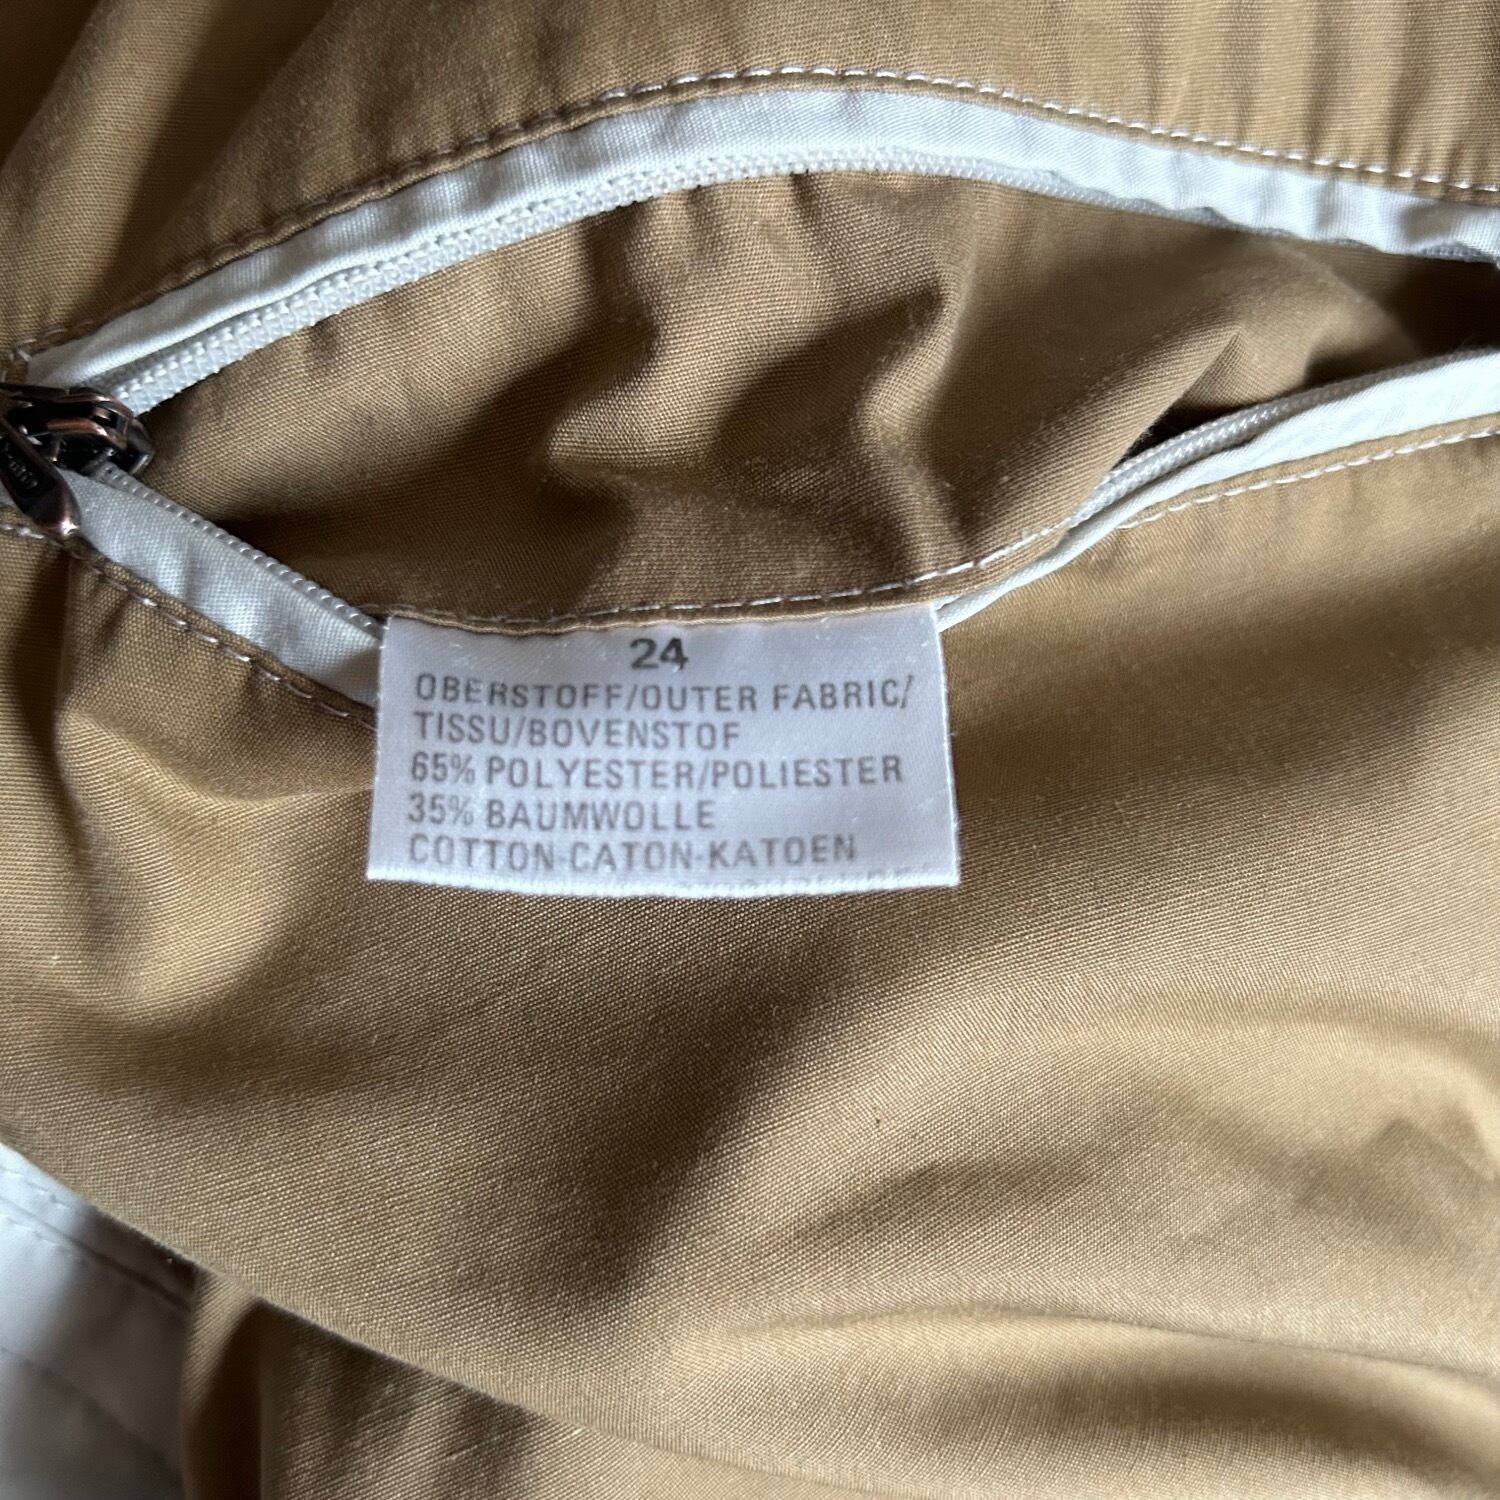 24
OBERSTOFF/OUTER FABRIC/
TISSU/BOVENSTOF
65% POLYESTER/POLIESTER
35% BAUMWOLLE
COTTON-CATON-KATOEN